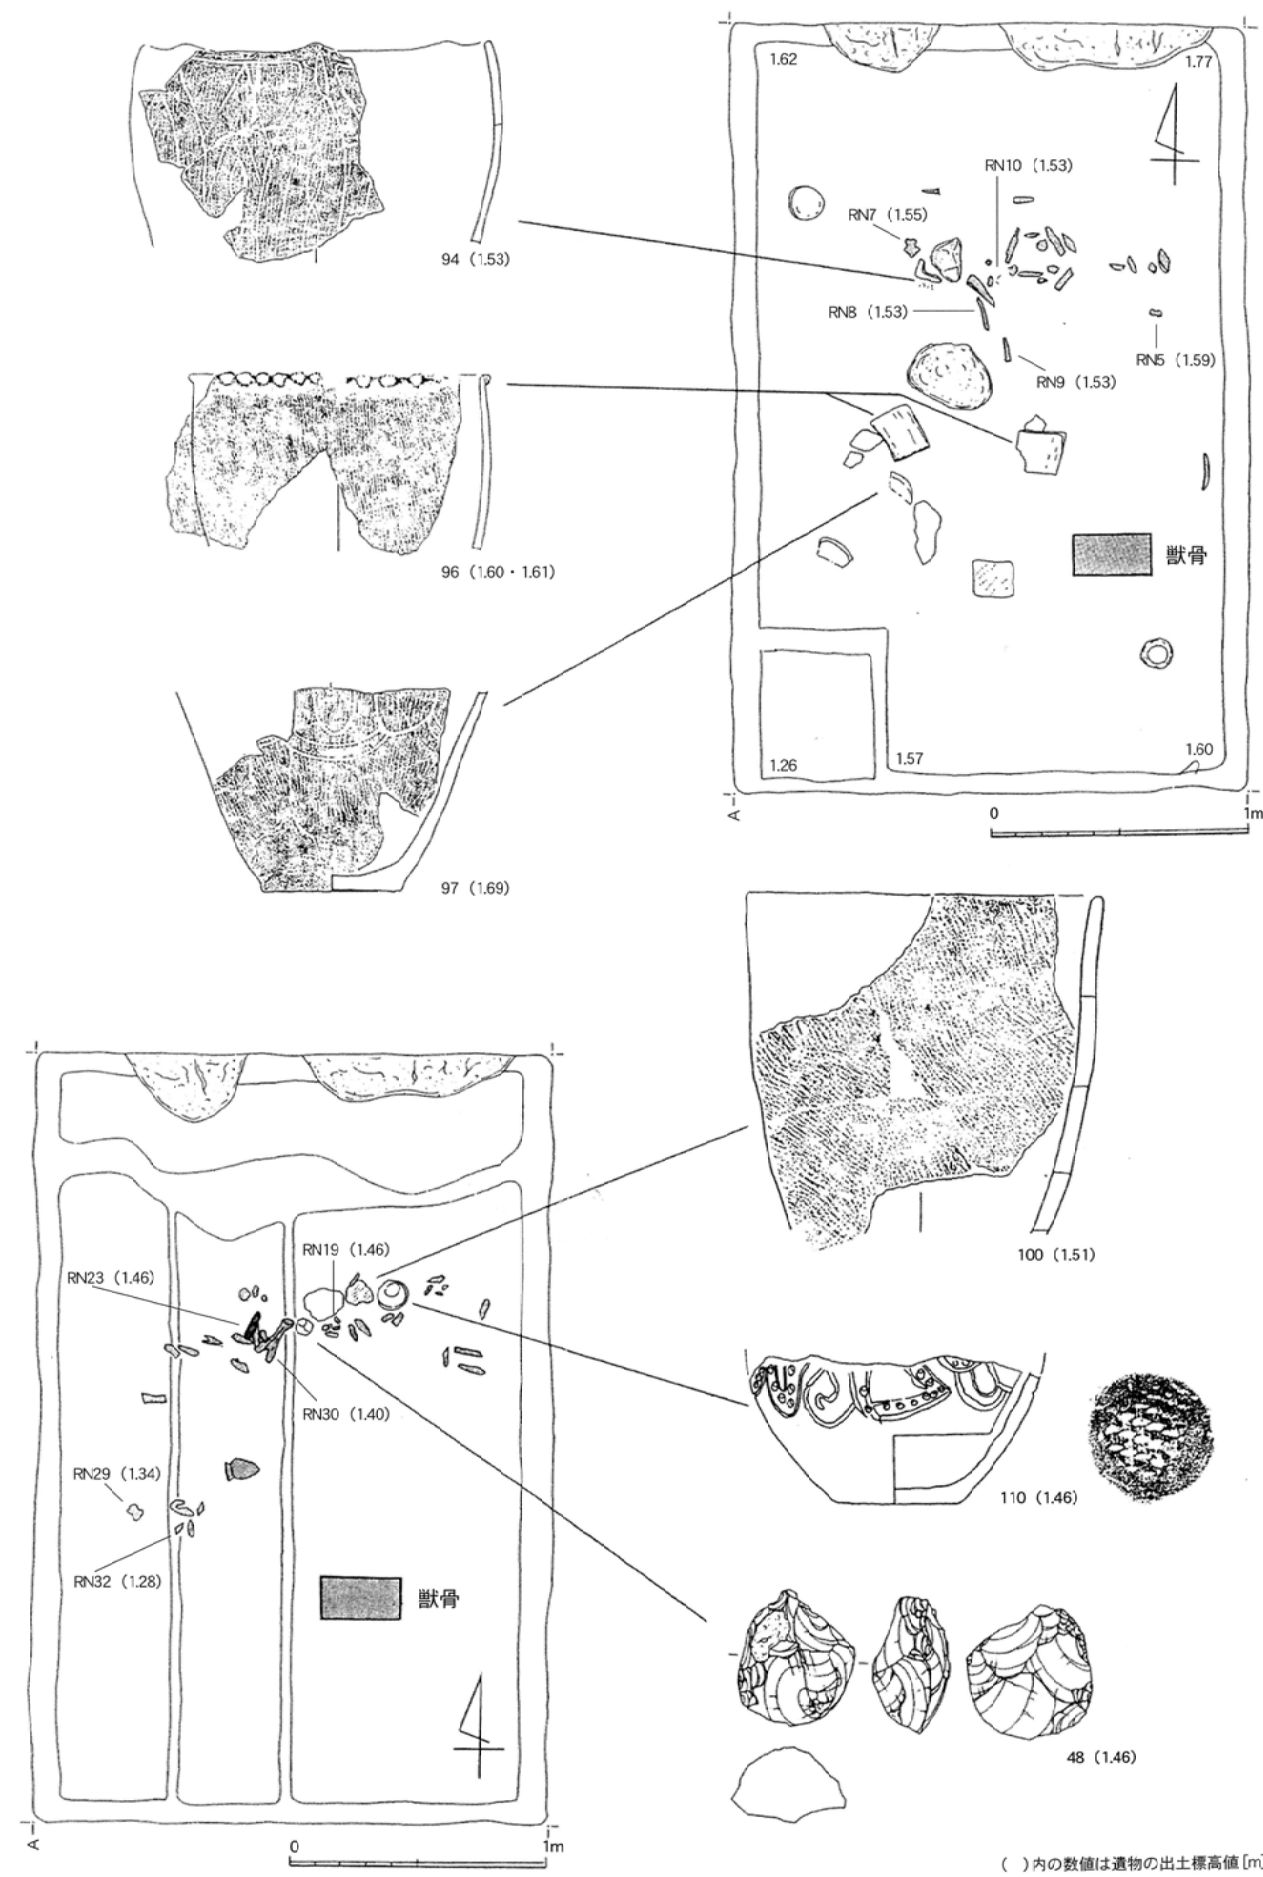 94（1.53）
96（1.60・1.61）
97（1.69）
1.62
1.77
RN10（1.53）
RN7（1.55）
RN8（1.53）
RN5（1.59）
RN9（1.53）
獣骨
1.26
1.57
1.60
A
0
1m
100（1.51）
RN19（1.46）
RN23（1.46）
RN30（1.40）
RN29（1.34）
RN32（1.28）
獣骨
A
0
1m
110（1.46）
48（1.46）
（ ）内の数値は遺物の出土標高値[m]